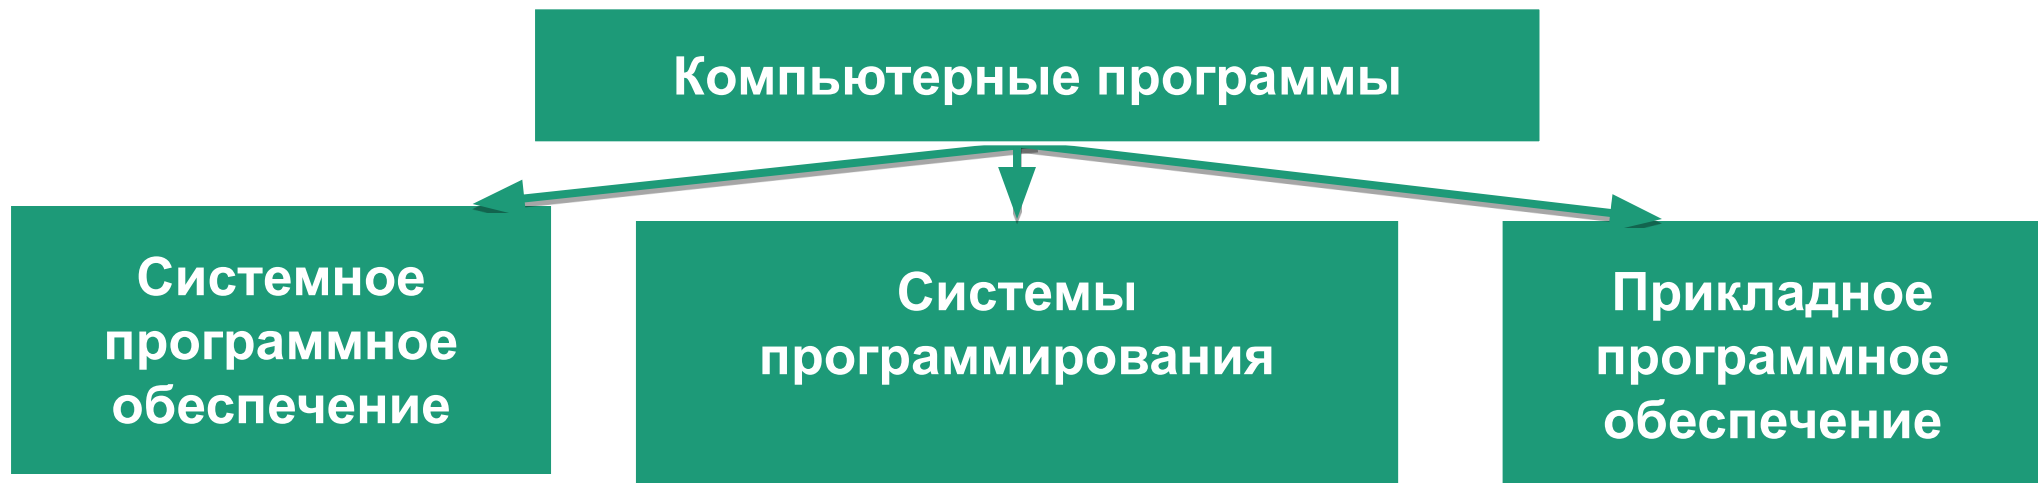 Компьютерные программы
Системное
программное
обеспечение
Системы
программирования
Прикладное
программное
обеспечение